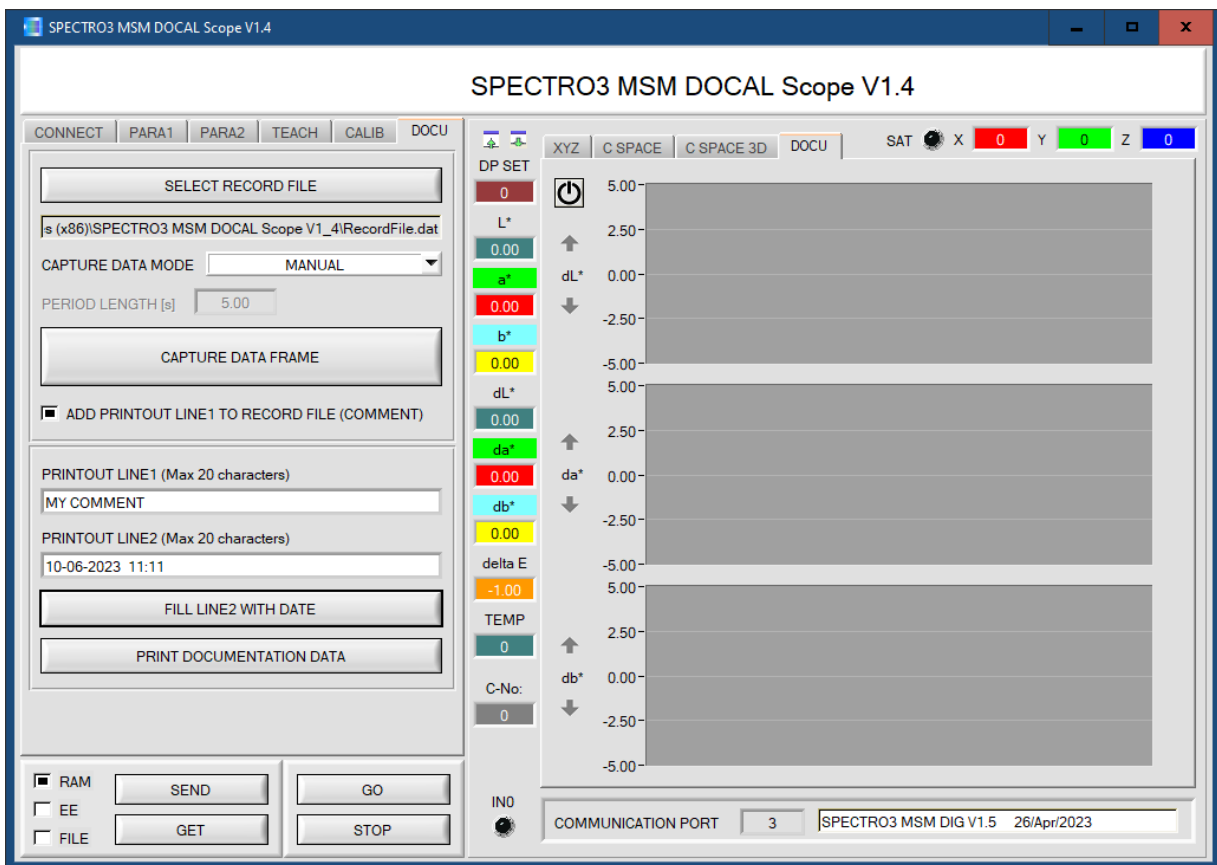 SPECTRO3 MSM DOCAL Scope V1.4
SPECTRO3 MSM DOCAL Scope V1.4
CONNECT PARA1 PARA2 TEACH CALIB DOCU
SELECT RECORD FILE
s (x86)\SPECTRO3 MSM DOCAL Scope V1_4\RecordFile.dat
CAPTURE DATA MODE MANUAL
PERIOD LENGTH [s] 5.00
CAPTURE DATA FRAME
ADD PRINTOUT LINE1 TO RECORD FILE (COMMENT)
PRINTOUT LINE1 (Max 20 characters)
MY COMMENT
PRINTOUT LINE2 (Max 20 characters)
10-06-2023 11:11
FILL LINE2 WITH DATE
PRINT DOCUMENTATION DATA
RAM
EE
FILE
SEND
GET
GO
STOP
DP SET
0
L*
0.00
a*
0.00
b*
0.00
dL*
0.00
da*
0.00
db*
0.00
delta E
-1.00
TEMP
0
C-No:
0
IN0
XYZ C SPACE C SPACE 3D DOCU
SAT X 0 Y 0 Z 0
5.00
2.50
dL* 0.00
-2.50
-5.00
5.00
2.50
da* 0.00
-2.50
-5.00
5.00
2.50
db* 0.00
-2.50
-5.00
COMMUNICATION PORT 3 SPECTRO3 MSM DIG V1.5 26/Apr/2023